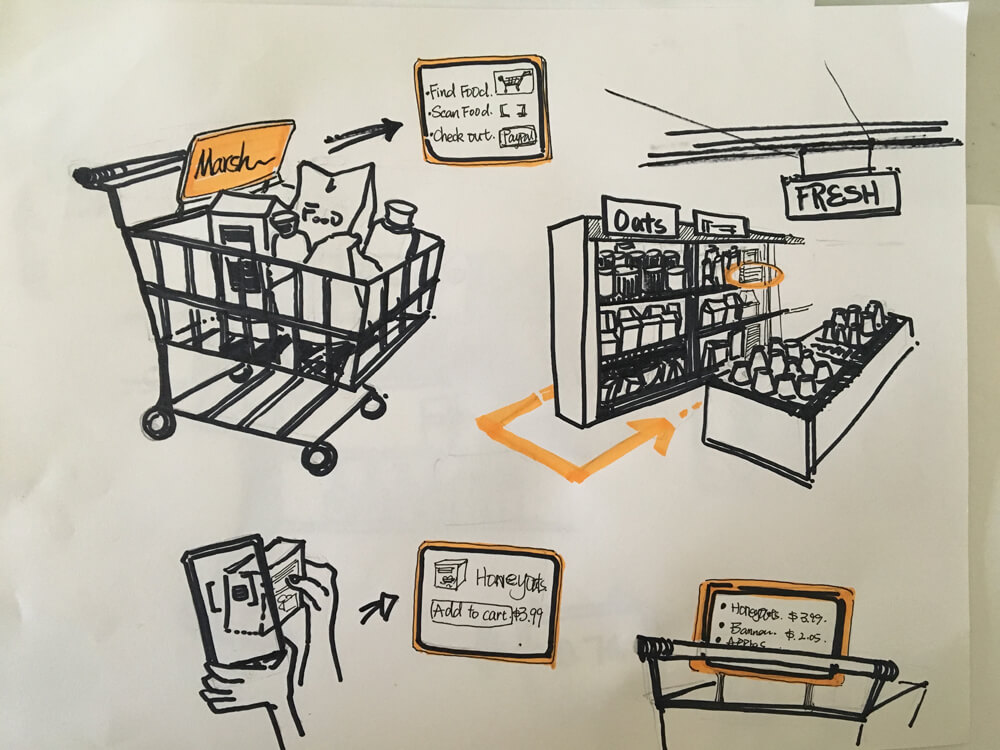 Marsh
• Find Food.
• Scan Food.
• Check out. PayPal
FOOD
Oats
FRESH
Honeyoats.
Add to cart $3.99
• Honeyoats. $3.99.
• Banana. $2.05.
• Apples